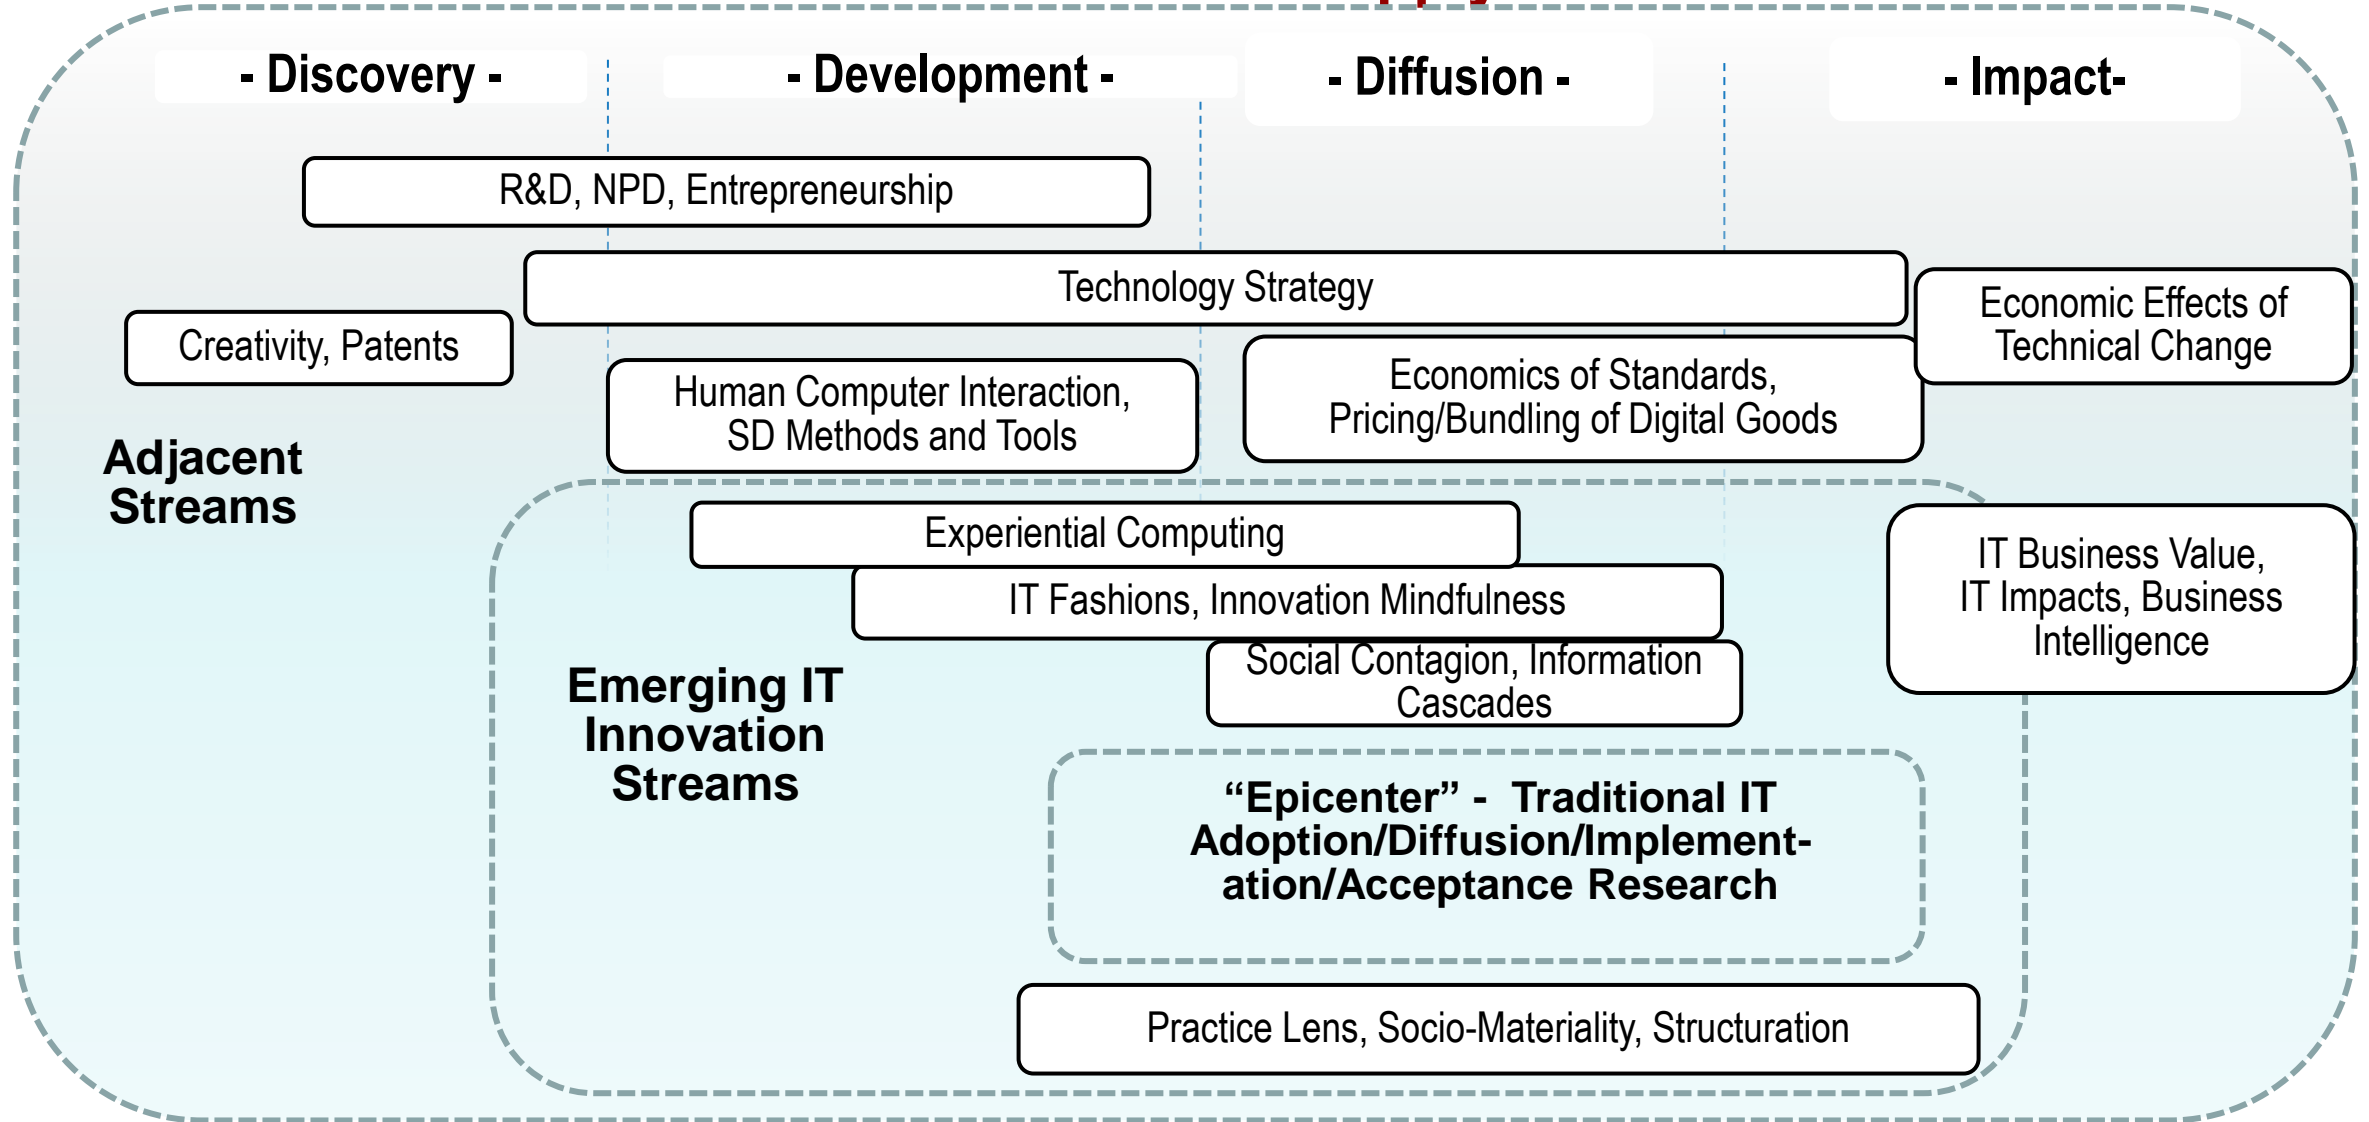 - Discovery -
- Development -
- Diffusion -
- Impact-
R&D, NPD, Entrepreneurship
Technology Strategy
Economic Effects of
Technical Change
Creativity, Patents
Human Computer Interaction,
SD Methods and Tools
Economics of Standards,
Pricing/Bundling of Digital Goods
Adjacent
Streams
Experiential Computing
IT Fashions, Innovation Mindfulness
IT Business Value,
IT Impacts, Business
Intelligence
Social Contagion, Information
Cascades
Emerging IT
Innovation
Streams
“Epicenter” - Traditional IT
Adoption/Diffusion/Implement-
ation/Acceptance Research
Practice Lens, Socio-Materiality, Structuration